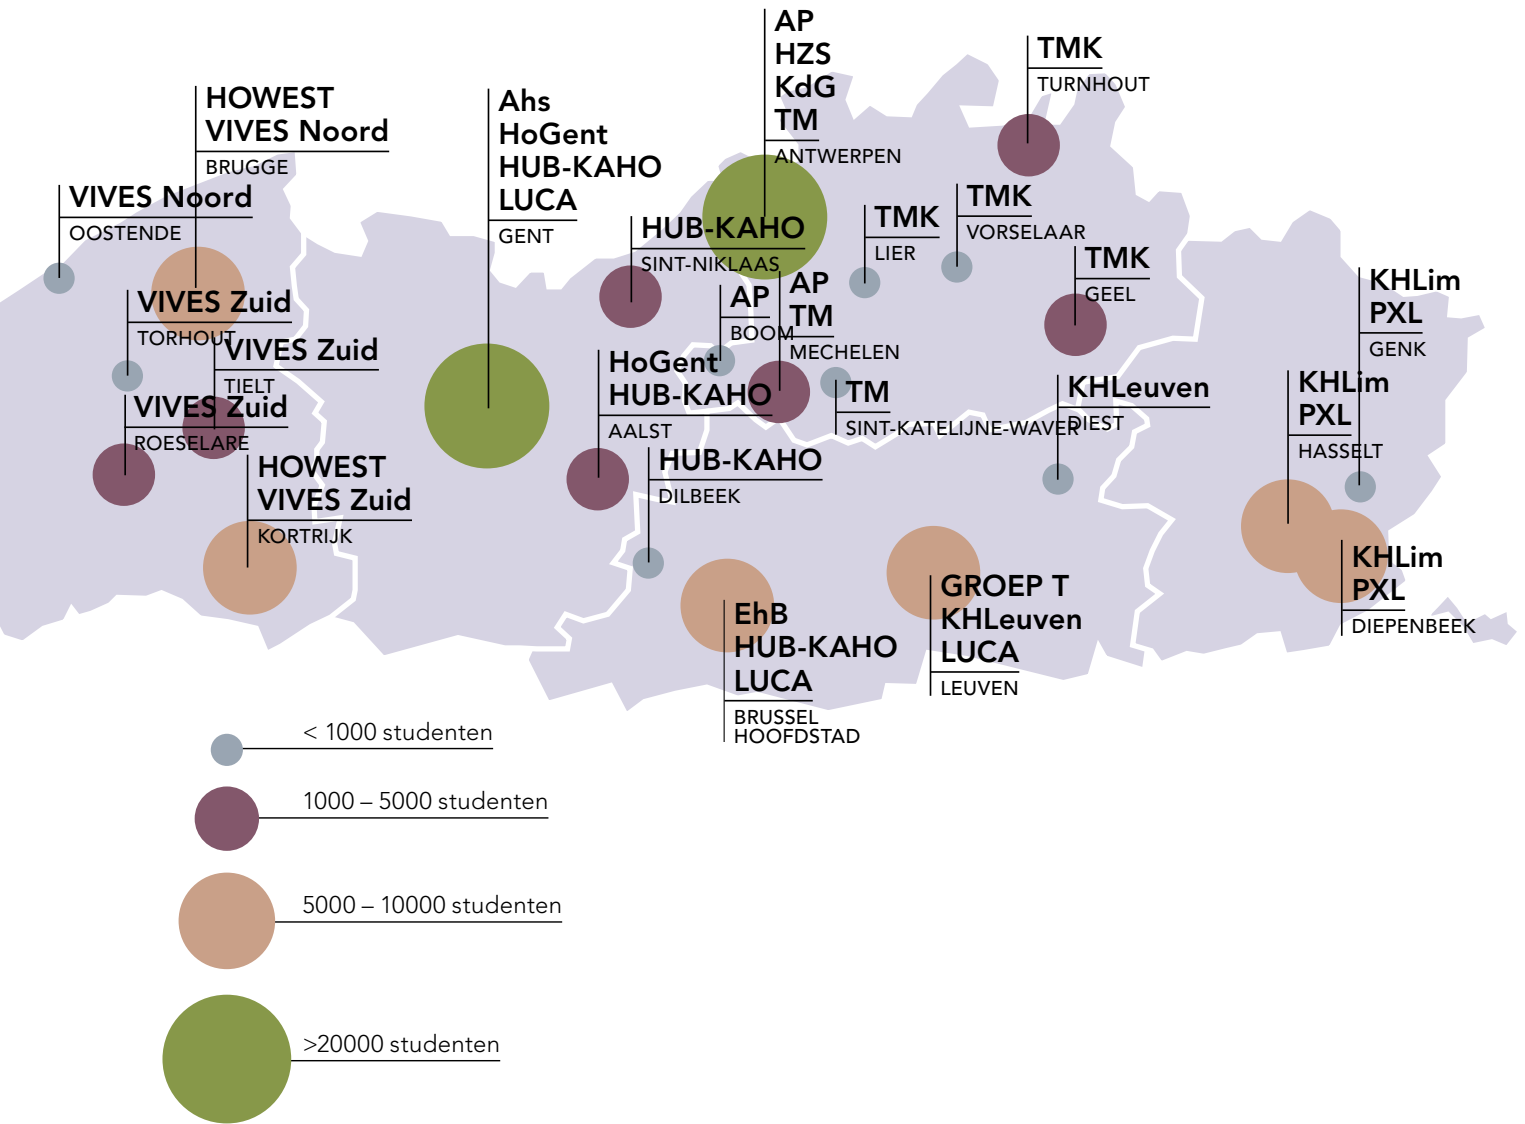 AP
HZS
KdG
TM
ANTWERPEN
TMK
TURNHOUT
HOWEST
VIVES Noord
BRUGGE
Ahs
HoGent
HUB-KAHO
LUCA
GENT
VIVES Noord
OOSTENDE
HUB-KAHO
SINT-NIKLAAS
TMK
LIER
TMK
VORSELAAR
TMK
GEEL
KHLim
PXL
GENK
VIVES Zuid
TORHOUT
AP
BOOM
AP
TM
MECHELEN
VIVES Zuid
TIELT
HoGent
HUB-KAHO
AALST
TM
SINT-KATELIJNE-WAVER
KHLeuven
DIEST
KHLim
PXL
HASSELT
VIVES Zuid
ROESELARE
HOWEST
VIVES Zuid
KORTRIJK
HUB-KAHO
DILBEEK
KHLim
PXL
DIEPENBEEK
EhB
HUB-KAHO
LUCA
BRUSSEL
HOOFDSTAD
GROEP T
KHLeuven
LUCA
LEUVEN
< 1000 studenten
1000 – 5000 studenten
5000 – 10000 studenten
>20000 studenten